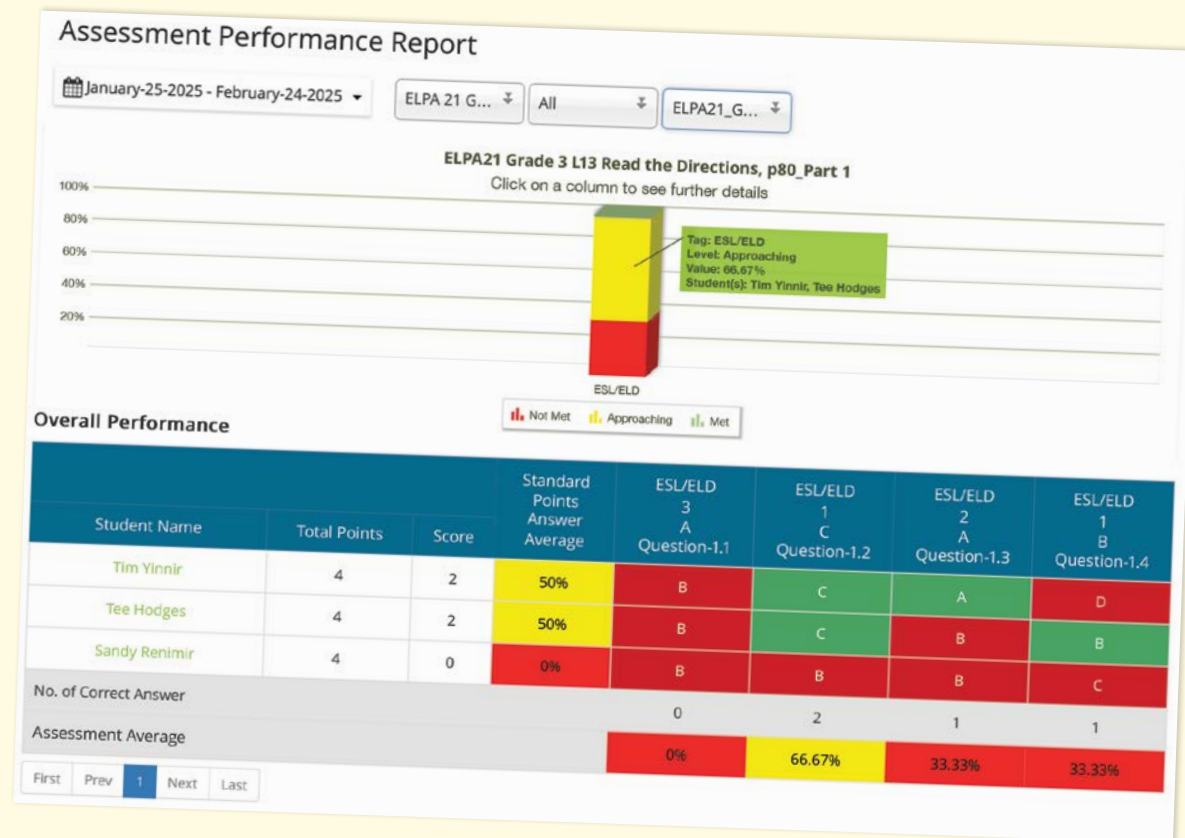 Assessment Performance Report
January-25-2025 - February-24-2025
ELPA 21 G...
All
ELPA21_G...
ELPA21 Grade 3 L13 Read the Directions, p80_Part 1
Click on a column to see further details
100%
80%
60%
40%
20%
Tag: ESL/ELD
Level: Approaching
Value: 66.67%
Student(s): Tim Yinnir, Tee Hodges
ESL/ELD
Not Met Approaching Met
Overall Performance
Student Name
Total Points
Score
Standard
Points
Answer
Average
ESL/ELD
3
A
Question-1.1
ESL/ELD
1
C
Question-1.2
ESL/ELD
2
A
Question-1.3
ESL/ELD
1
B
Question-1.4
Tim Yinnir 4 2 50% B C A D
Tee Hodges 4 2 50% B C B B
Sandy Renimir 4 0 0% B B B C
No. of Correct Answer 0 2 1 1
Assessment Average 0% 66.67% 33.33% 33.33%
First Prev 1 Next Last